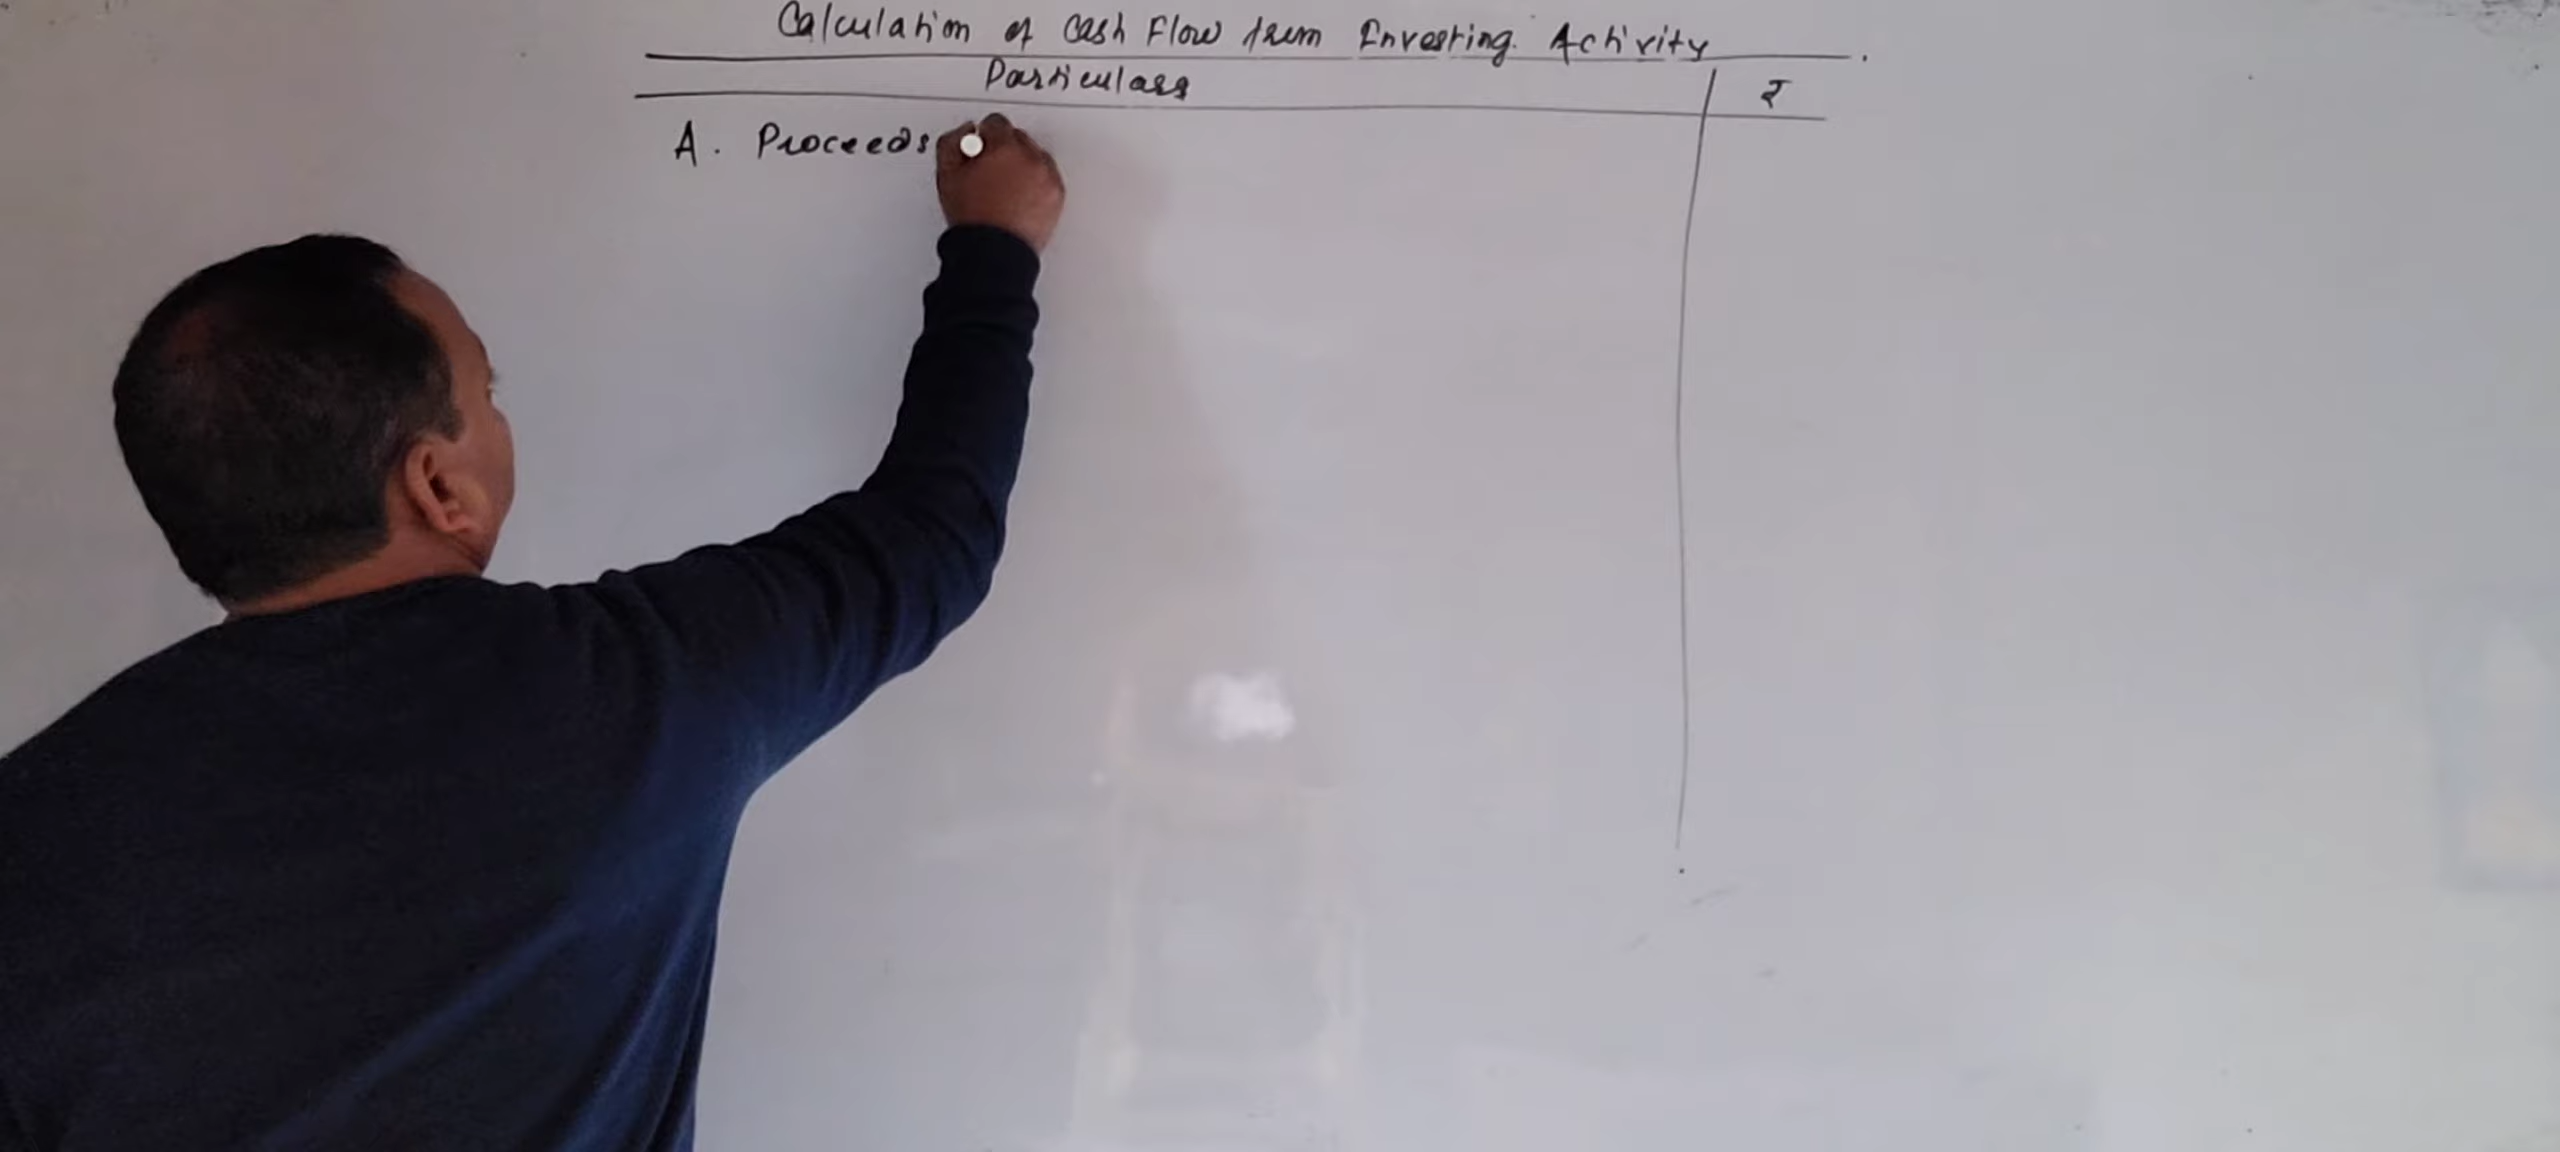 Calculation of Cash Flow from Investing Activity
Particulars ₹
A. Proceeds